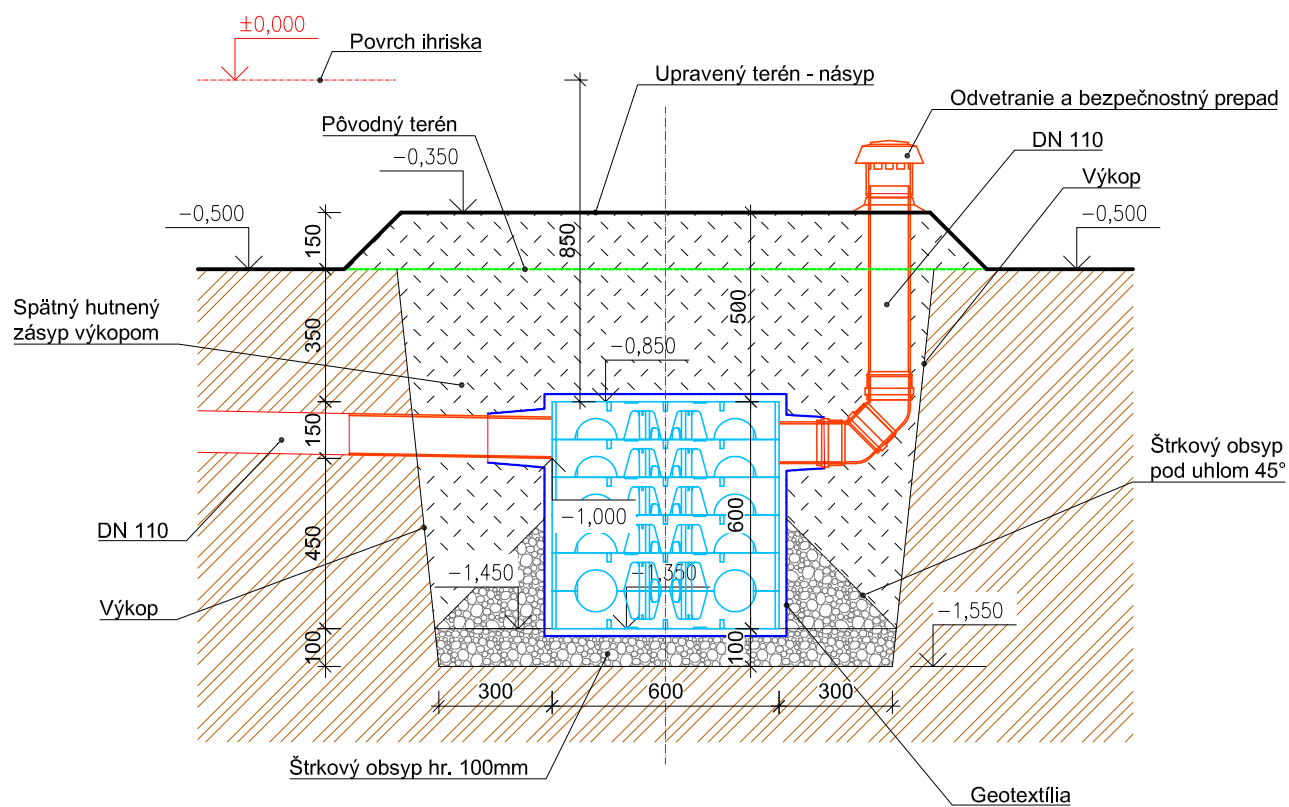 ±0,000
Povrch ihriska
Upravený terén - násyp
Odvetranie a bezpečnostný prepad
Pôvodný terén
DN 110
−0,350
Výkop
−0,500
−0,500
150
850
Spätný hutnený
zásyp výkopom
350
500
−0,850
150
Štrkový obsyp
pod uhlom 45°
DN 110
−1,000
600
450
−1,450
−1,350
Výkop
−1,550
100
100
300
600
300
Štrkový obsyp hr. 100mm
Geotextília